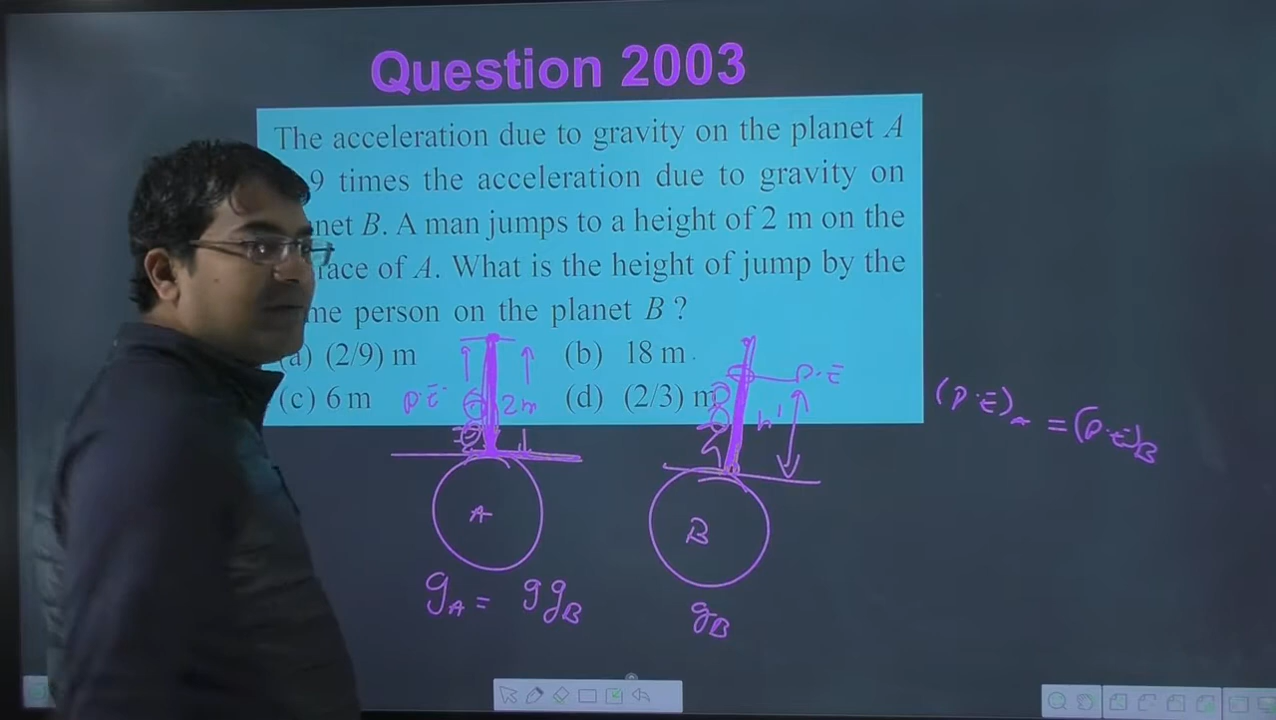 Question 2003
The acceleration due to gravity on the planet A
9 times the acceleration due to gravity on
net B. A man jumps to a height of 2 m on the
face of A. What is the height of jump by the
me person on the planet B ?
a) (2/9) m (b) 18 m
(c) 6 m (d) (2/3) m
P.E 2m
h' P.E
(P.E)A = (P.E)B
A B
gA = 9gB gB